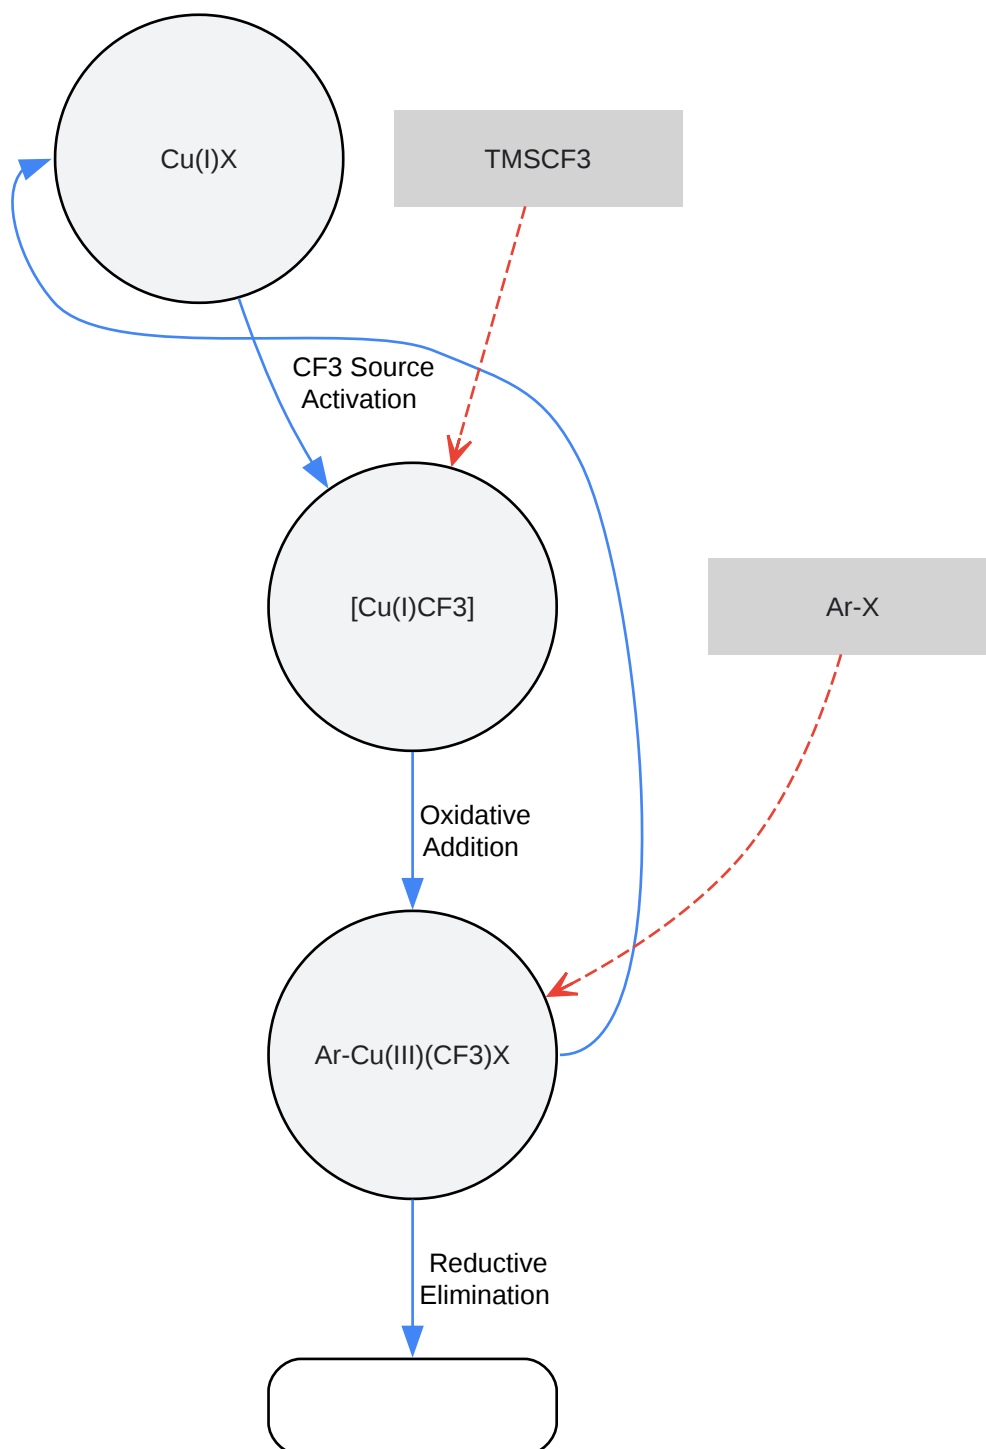 Cu(I)X
TMSCF3
CF3 Source
Activation
[Cu(I)CF3]
Ar-X
Oxidative
Addition
Ar-Cu(III)(CF3)X
Reductive
Elimination